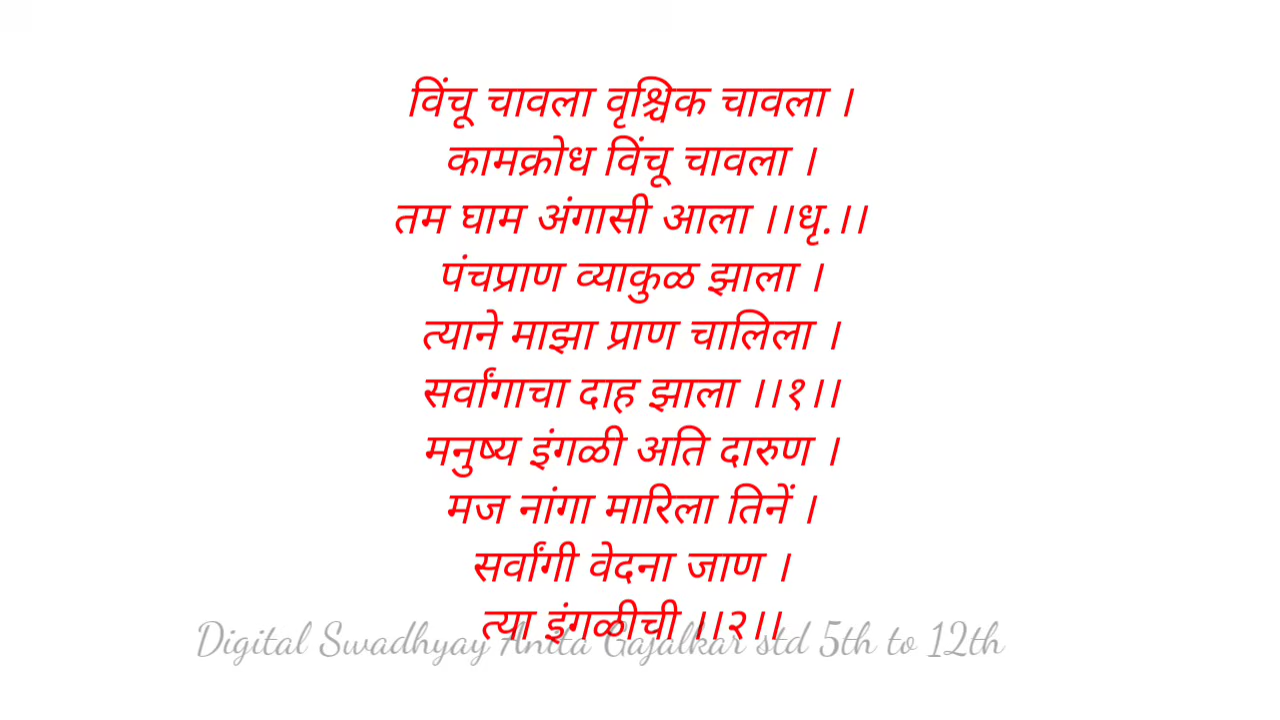 विंचू चावला वृश्चिक चावला ।
कामक्रोध विंचू चावला ।
तम घाम अंगासी आला ।।धृ.।।
पंचप्राण व्याकुळ झाला ।
त्याने माझा प्राण चालिला ।
सर्वांगाचा दाह झाला ।।१।।
मनुष्य इंगळी अति दारुण ।
मज नांगा मारिला तिनें ।
सर्वांगी वेदना जाण ।
त्या इंगळीची ।।२।।
Digital Swadhyay Anita Gajalkar std 5th to 12th